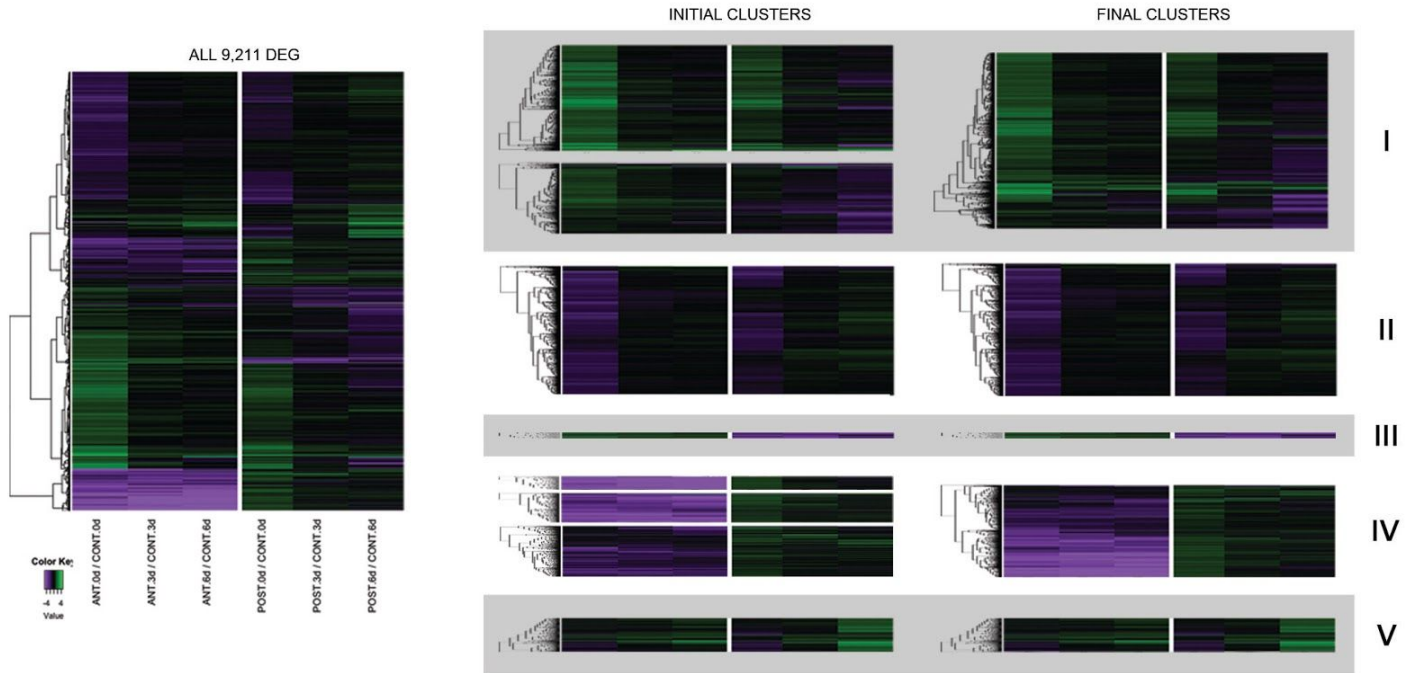 INITIAL CLUSTERS
FINAL CLUSTERS
ALL 9,211 DEG
I
II
III
IV
V
ANT.0d / CONT.0d
ANT.3d / CONT.3d
ANT.6d / CONT.6d
POST.0d / CONT.0d
POST.3d / CONT.3d
POST.6d / CONT.6d
Color Key
-4 4
Value